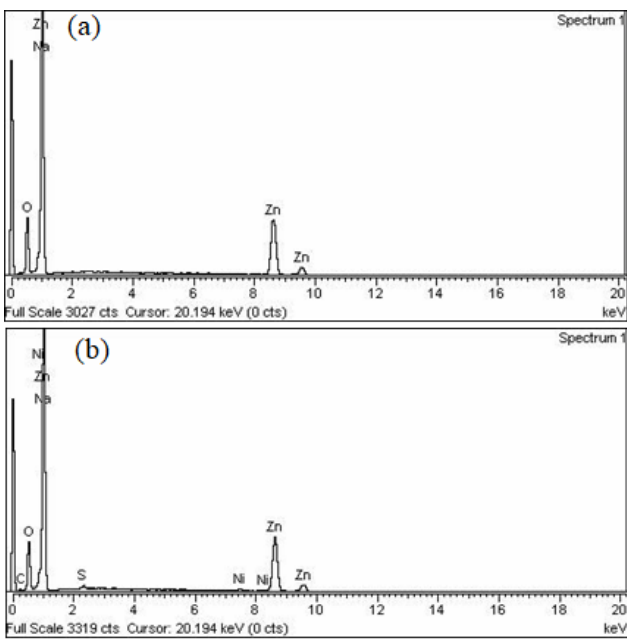 (a)
Spectrum 1
Zn
Na
O
Zn
Zn
0 2 4 6 8 10 12 14 16 18 20
Full Scale 3027 cts Cursor: 20.194 keV (0 cts) keV
(b)
Spectrum 1
Ni
Zn
Na
O
Zn
C
S
Ni
Ni
Zn
0 2 4 6 8 10 12 14 16 18 20
Full Scale 3319 cts Cursor: 20.194 keV (0 cts) keV